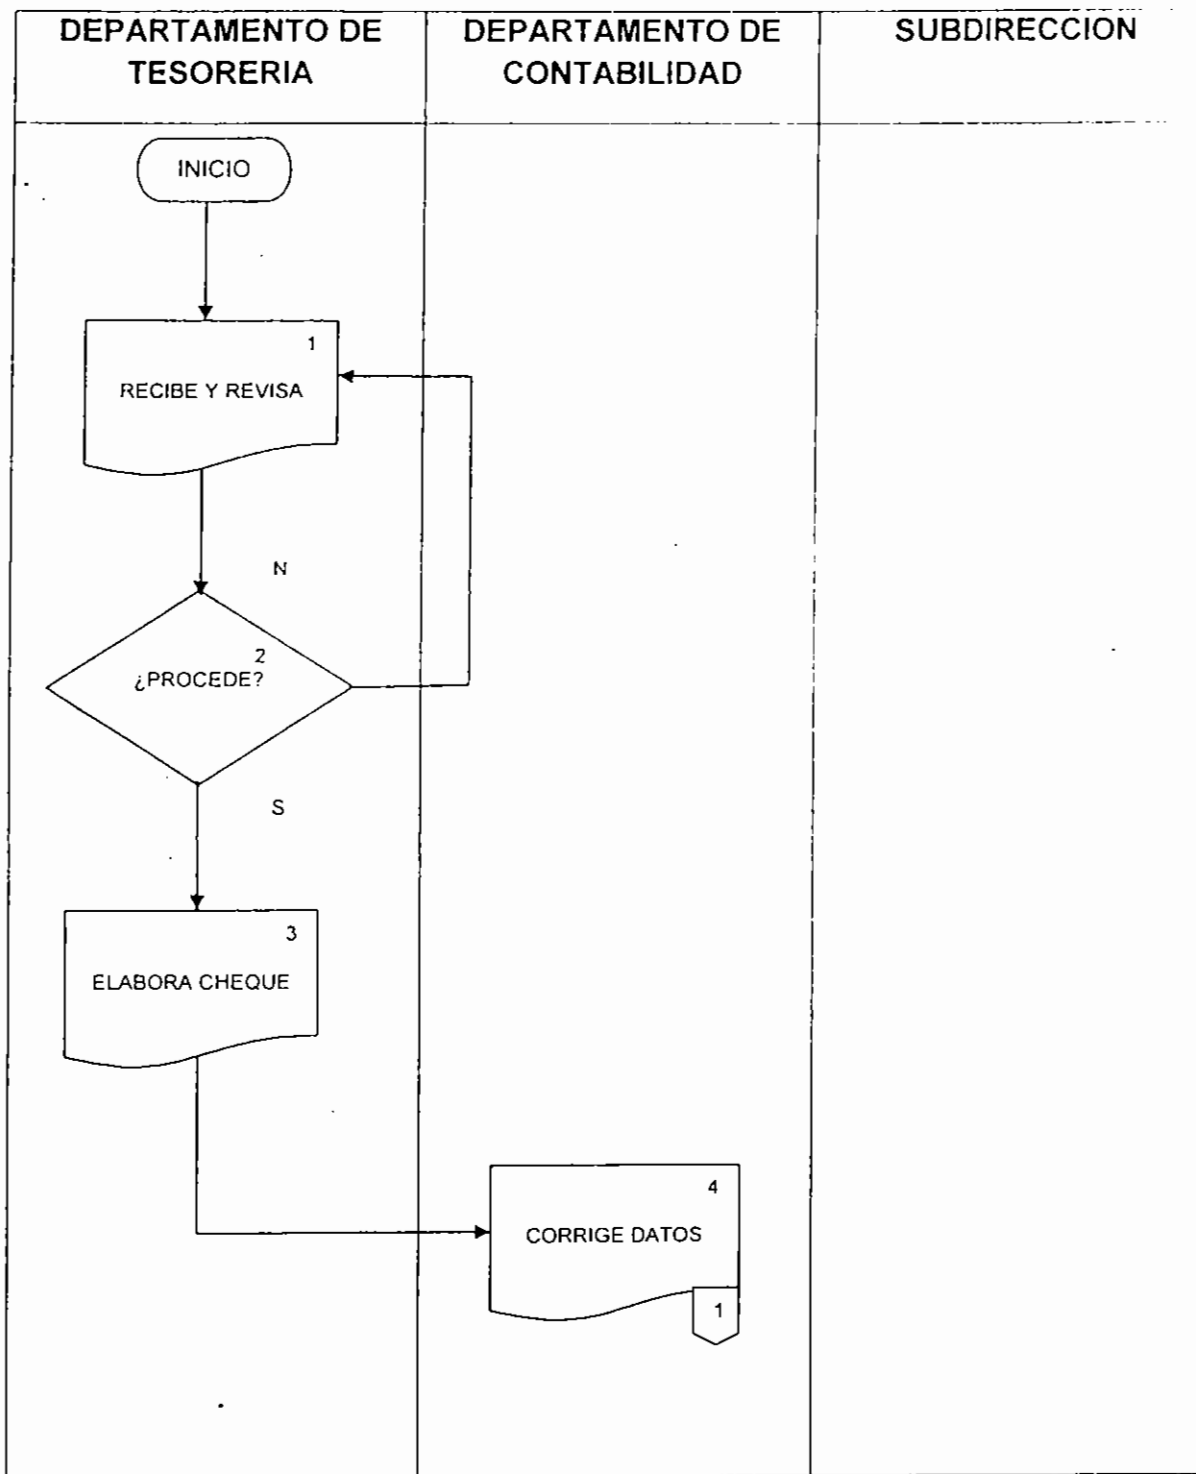 DEPARTAMENTO DE
TESORERIA
DEPARTAMENTO DE
CONTABILIDAD
SUBDIRECCION
INICIO
1
RECIBE Y REVISA
N
2
¿PROCEDE?
S
3
ELABORA CHEQUE
4
CORRIGE DATOS
1